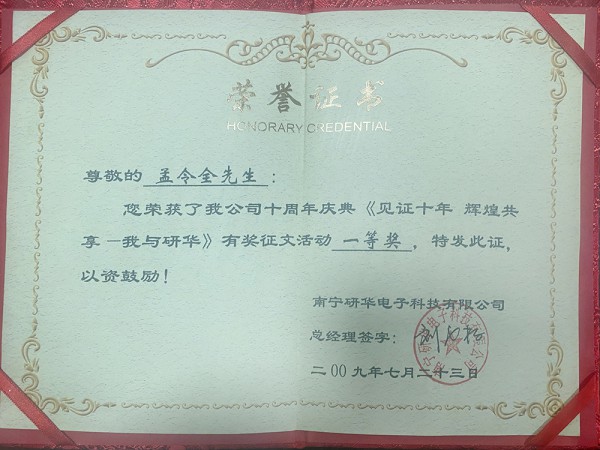 荣誉证书
HONORARY CREDENTIAL
尊敬的 孟令全先生：
您荣获了我公司十周年庆典《见证十年 辉煌共
享—我与研华》有奖征文活动 一等奖，特发此证，
以资鼓励！
南宁研华电子科技有限公司
总经理签字：
二00九年七月二十三日